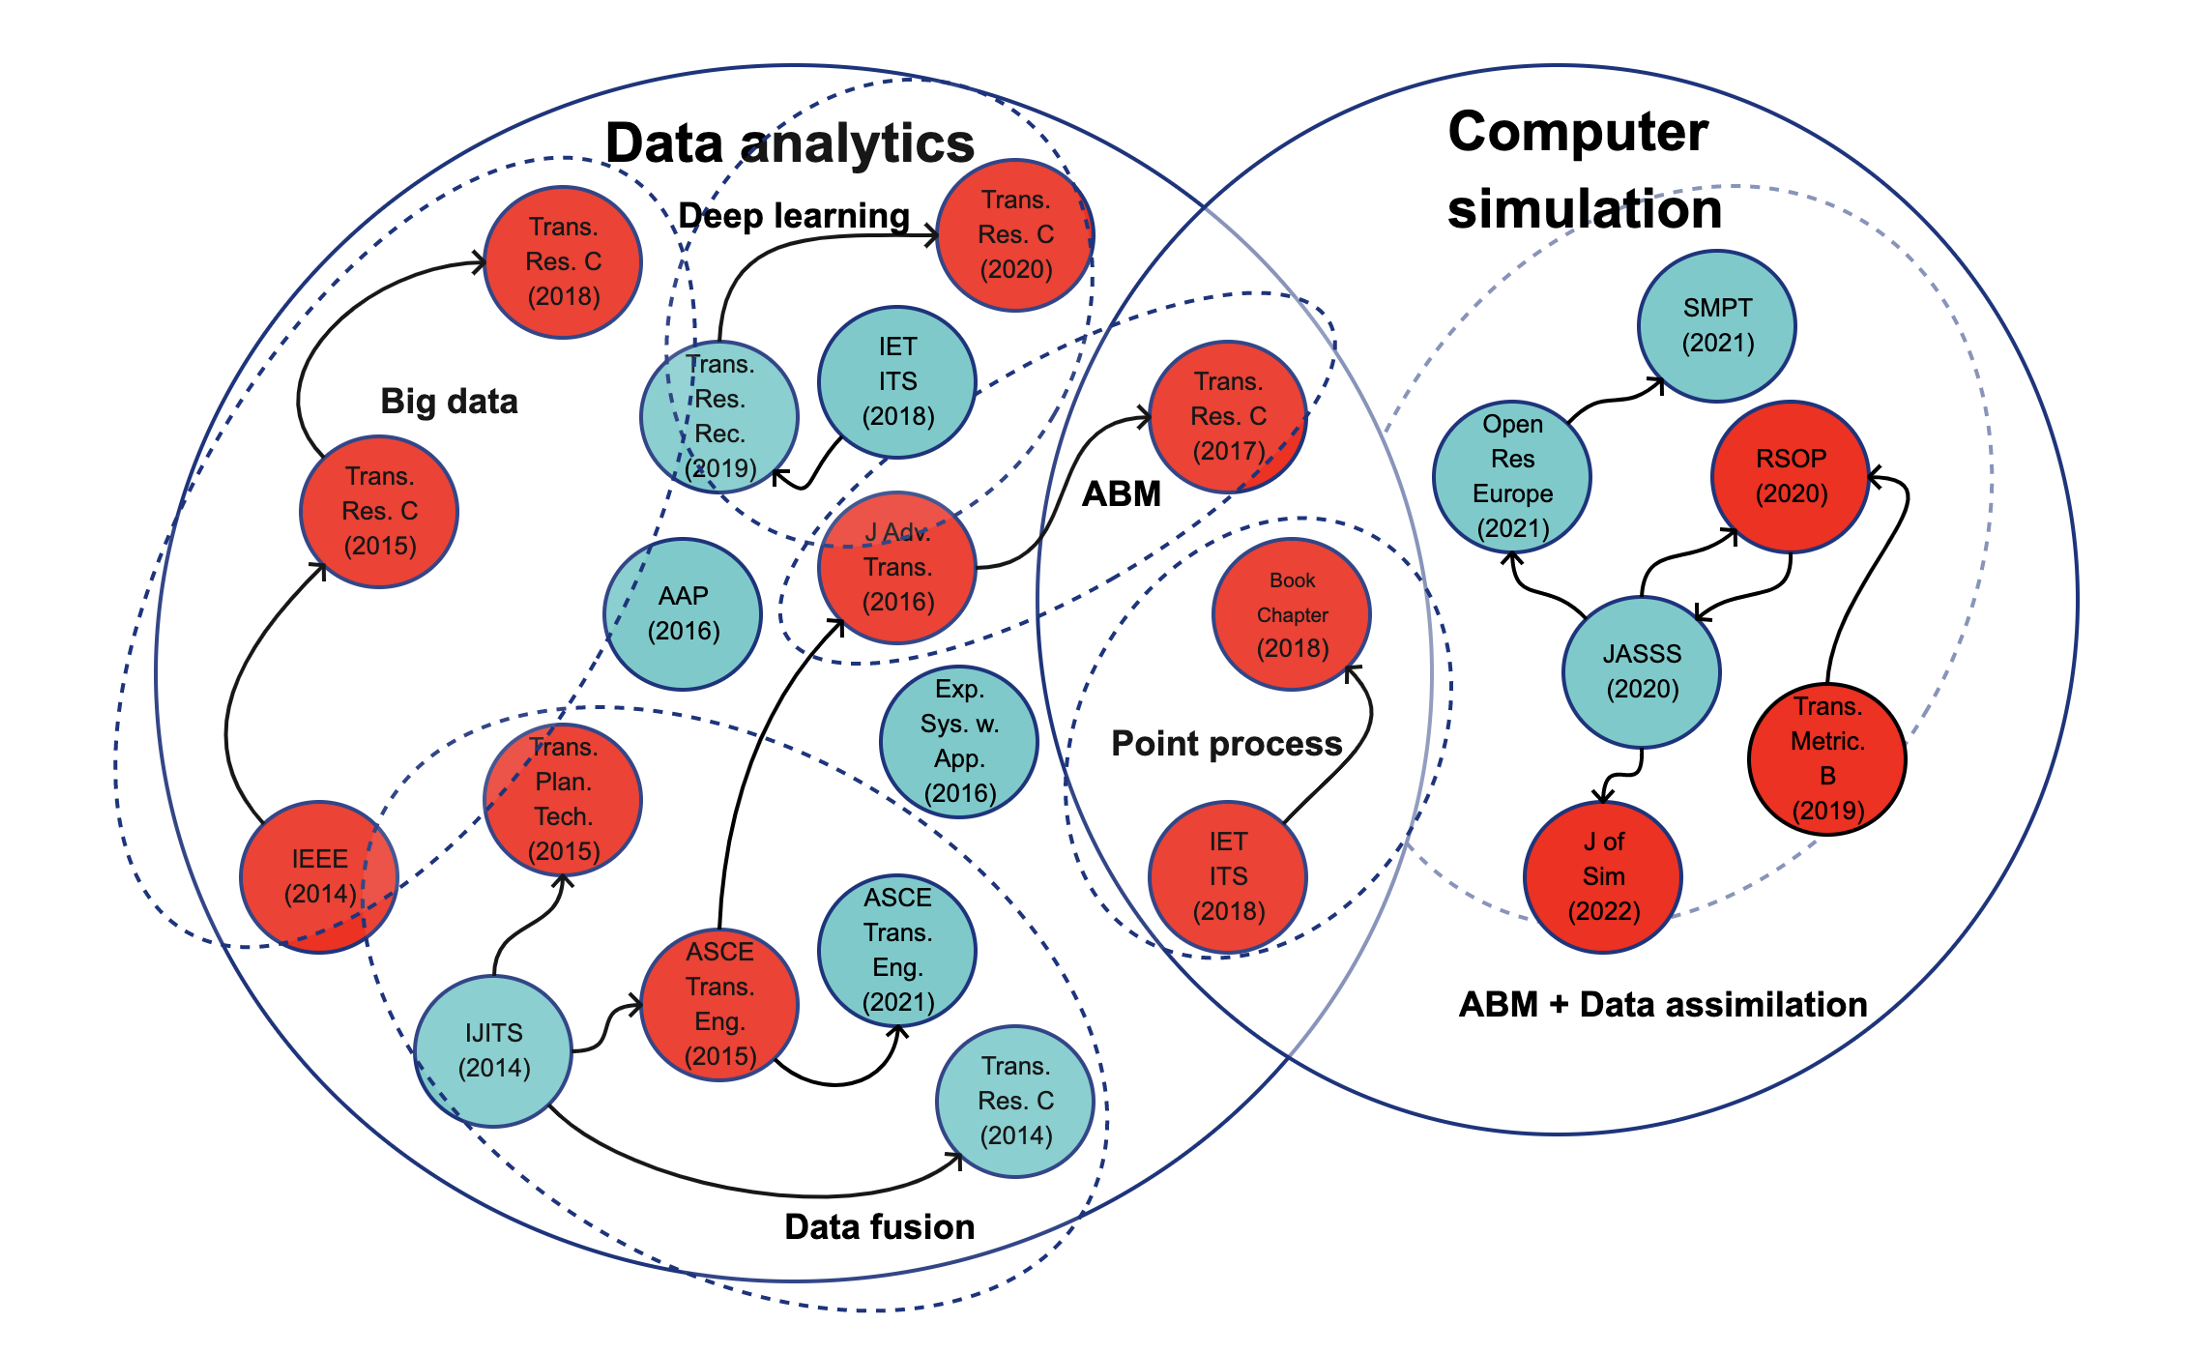 Data analytics
Computer
simulation
Deep learning
Trans.
Res. C
(2020)
Trans.
Res. C
(2018)
Big data
Trans.
Res.
Rec.
(2019)
IET
ITS
(2018)
Trans.
Res. C
(2017)
ABM
SMPT
(2021)
Open
Res
Europe
(2021)
RSOP
(2020)
Trans.
Res. C
(2015)
J Adv.
Trans.
(2016)
AAP
(2016)
Book
Chapter
(2018)
JASSS
(2020)
Exp.
Sys. w.
App.
(2016)
Point process
Trans.
Metric.
B
(2019)
Trans.
Plan.
Tech.
(2015)
IEEE
(2014)
IET
ITS
(2018)
J of
Sim
(2022)
ASCE
Trans.
Eng.
(2015)
ASCE
Trans.
Eng.
(2021)
IJITS
(2014)
Trans.
Res. C
(2014)
ABM + Data assimilation
Data fusion